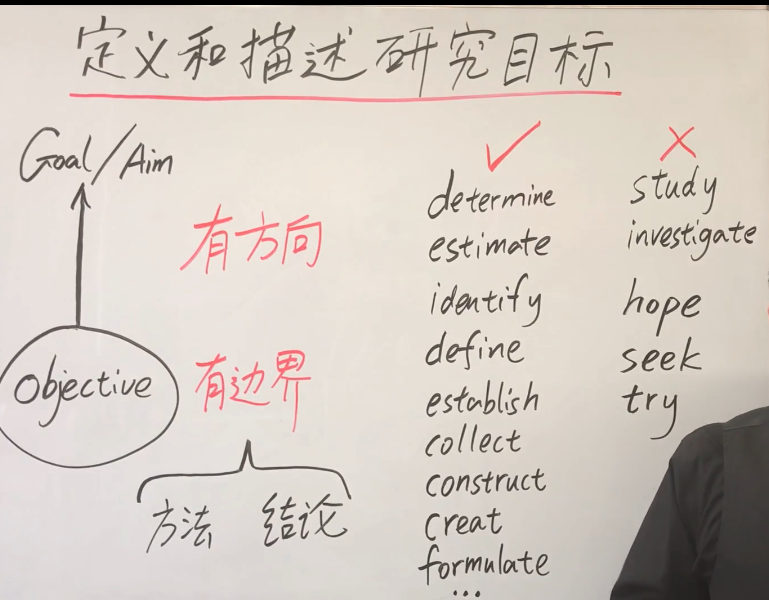 定义和描述研究目标
Goal/Aim
有方向
objective
有边界
方法 结论
✓
determine
estimate
identify
define
establish
collect
construct
creat
formulate
...
×
study
investigate
hope
seek
try